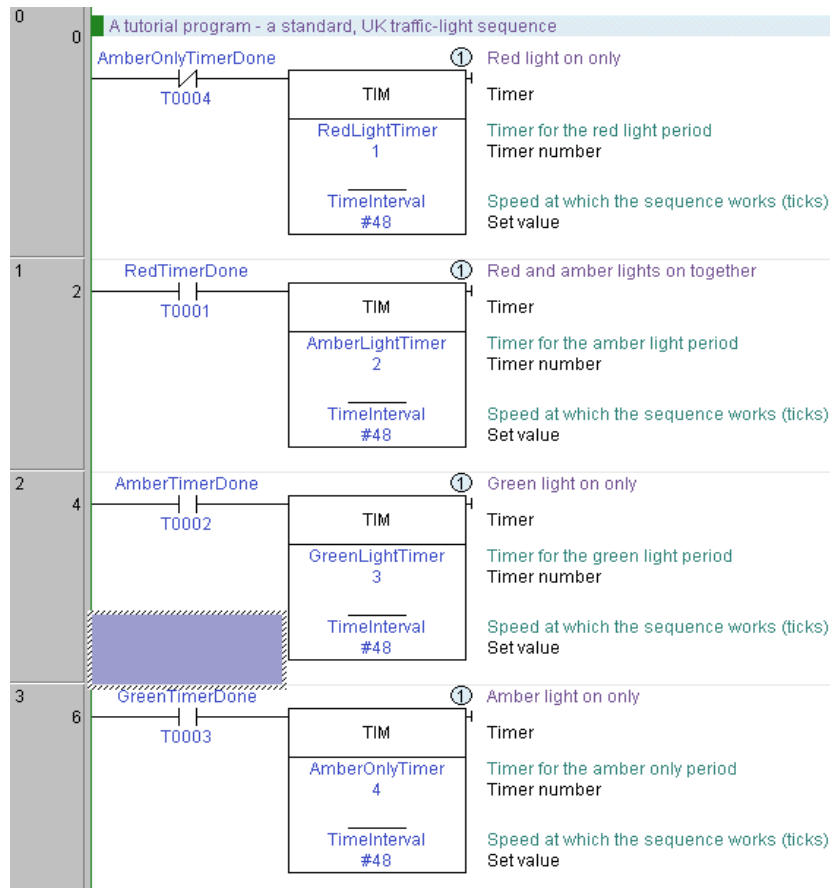 0
0
A tutorial program - a standard, UK traffic-light sequence
AmberOnlyTimerDone
T0004
1
Red light on only
TIM
Timer
RedLightTimer
Timer for the red light period
1
Timer number
TimeInterval
Speed at which the sequence works (ticks)
#48
Set value
1
2
RedTimerDone
T0001
1
Red and amber lights on together
TIM
Timer
AmberLightTimer
Timer for the amber light period
2
Timer number
TimeInterval
Speed at which the sequence works (ticks)
#48
Set value
2
4
AmberTimerDone
T0002
1
Green light on only
TIM
Timer
GreenLightTimer
Timer for the green light period
3
Timer number
TimeInterval
Speed at which the sequence works (ticks)
#48
Set value
3
6
GreenTimerDone
T0003
1
Amber light on only
TIM
Timer
AmberOnlyTimer
Timer for the amber only period
4
Timer number
TimeInterval
Speed at which the sequence works (ticks)
#48
Set value